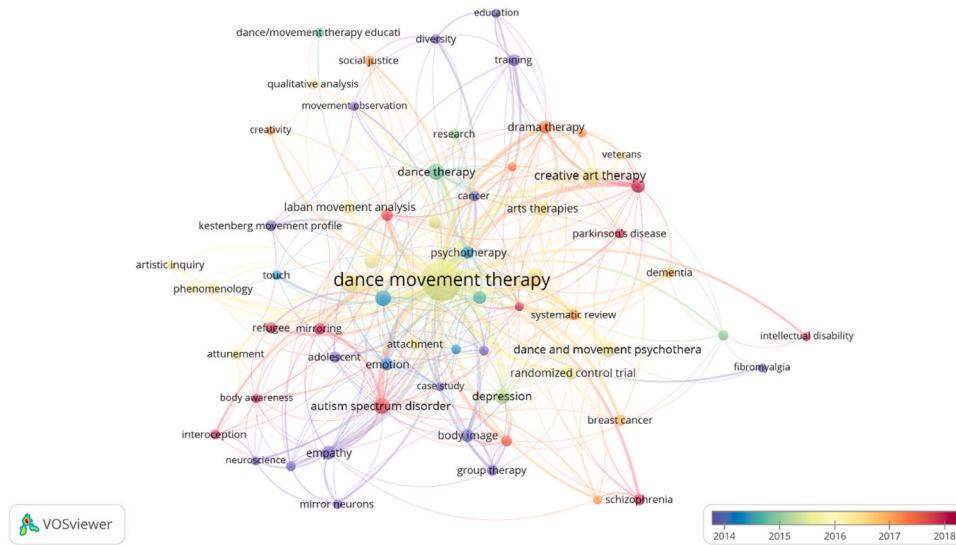 education
dance/movement therapy educati
diversity
social justice
training
qualitative analysis
movement observation
creativity
research
drama therapy
veterans
dance therapy
creative art therapy
cancer
laban movement analysis
arts therapies
kestenberg movement profile
parkinson's disease
psychotherapy
artistic inquiry
touch
dance movement therapy
dementia
phenomenology
systematic review
refugee
mirroring
intellectual disability
attunement
adolescent
attachment
dance and movement psychothera
emotion
randomized control trial
fibromyalgia
case study
body awareness
autism spectrum disorder
depression
breast cancer
interoception
body image
neuroscience
empathy
group therapy
mirror neurons
schizophrenia
VOSviewer
2014 2015 2016 2017 2018